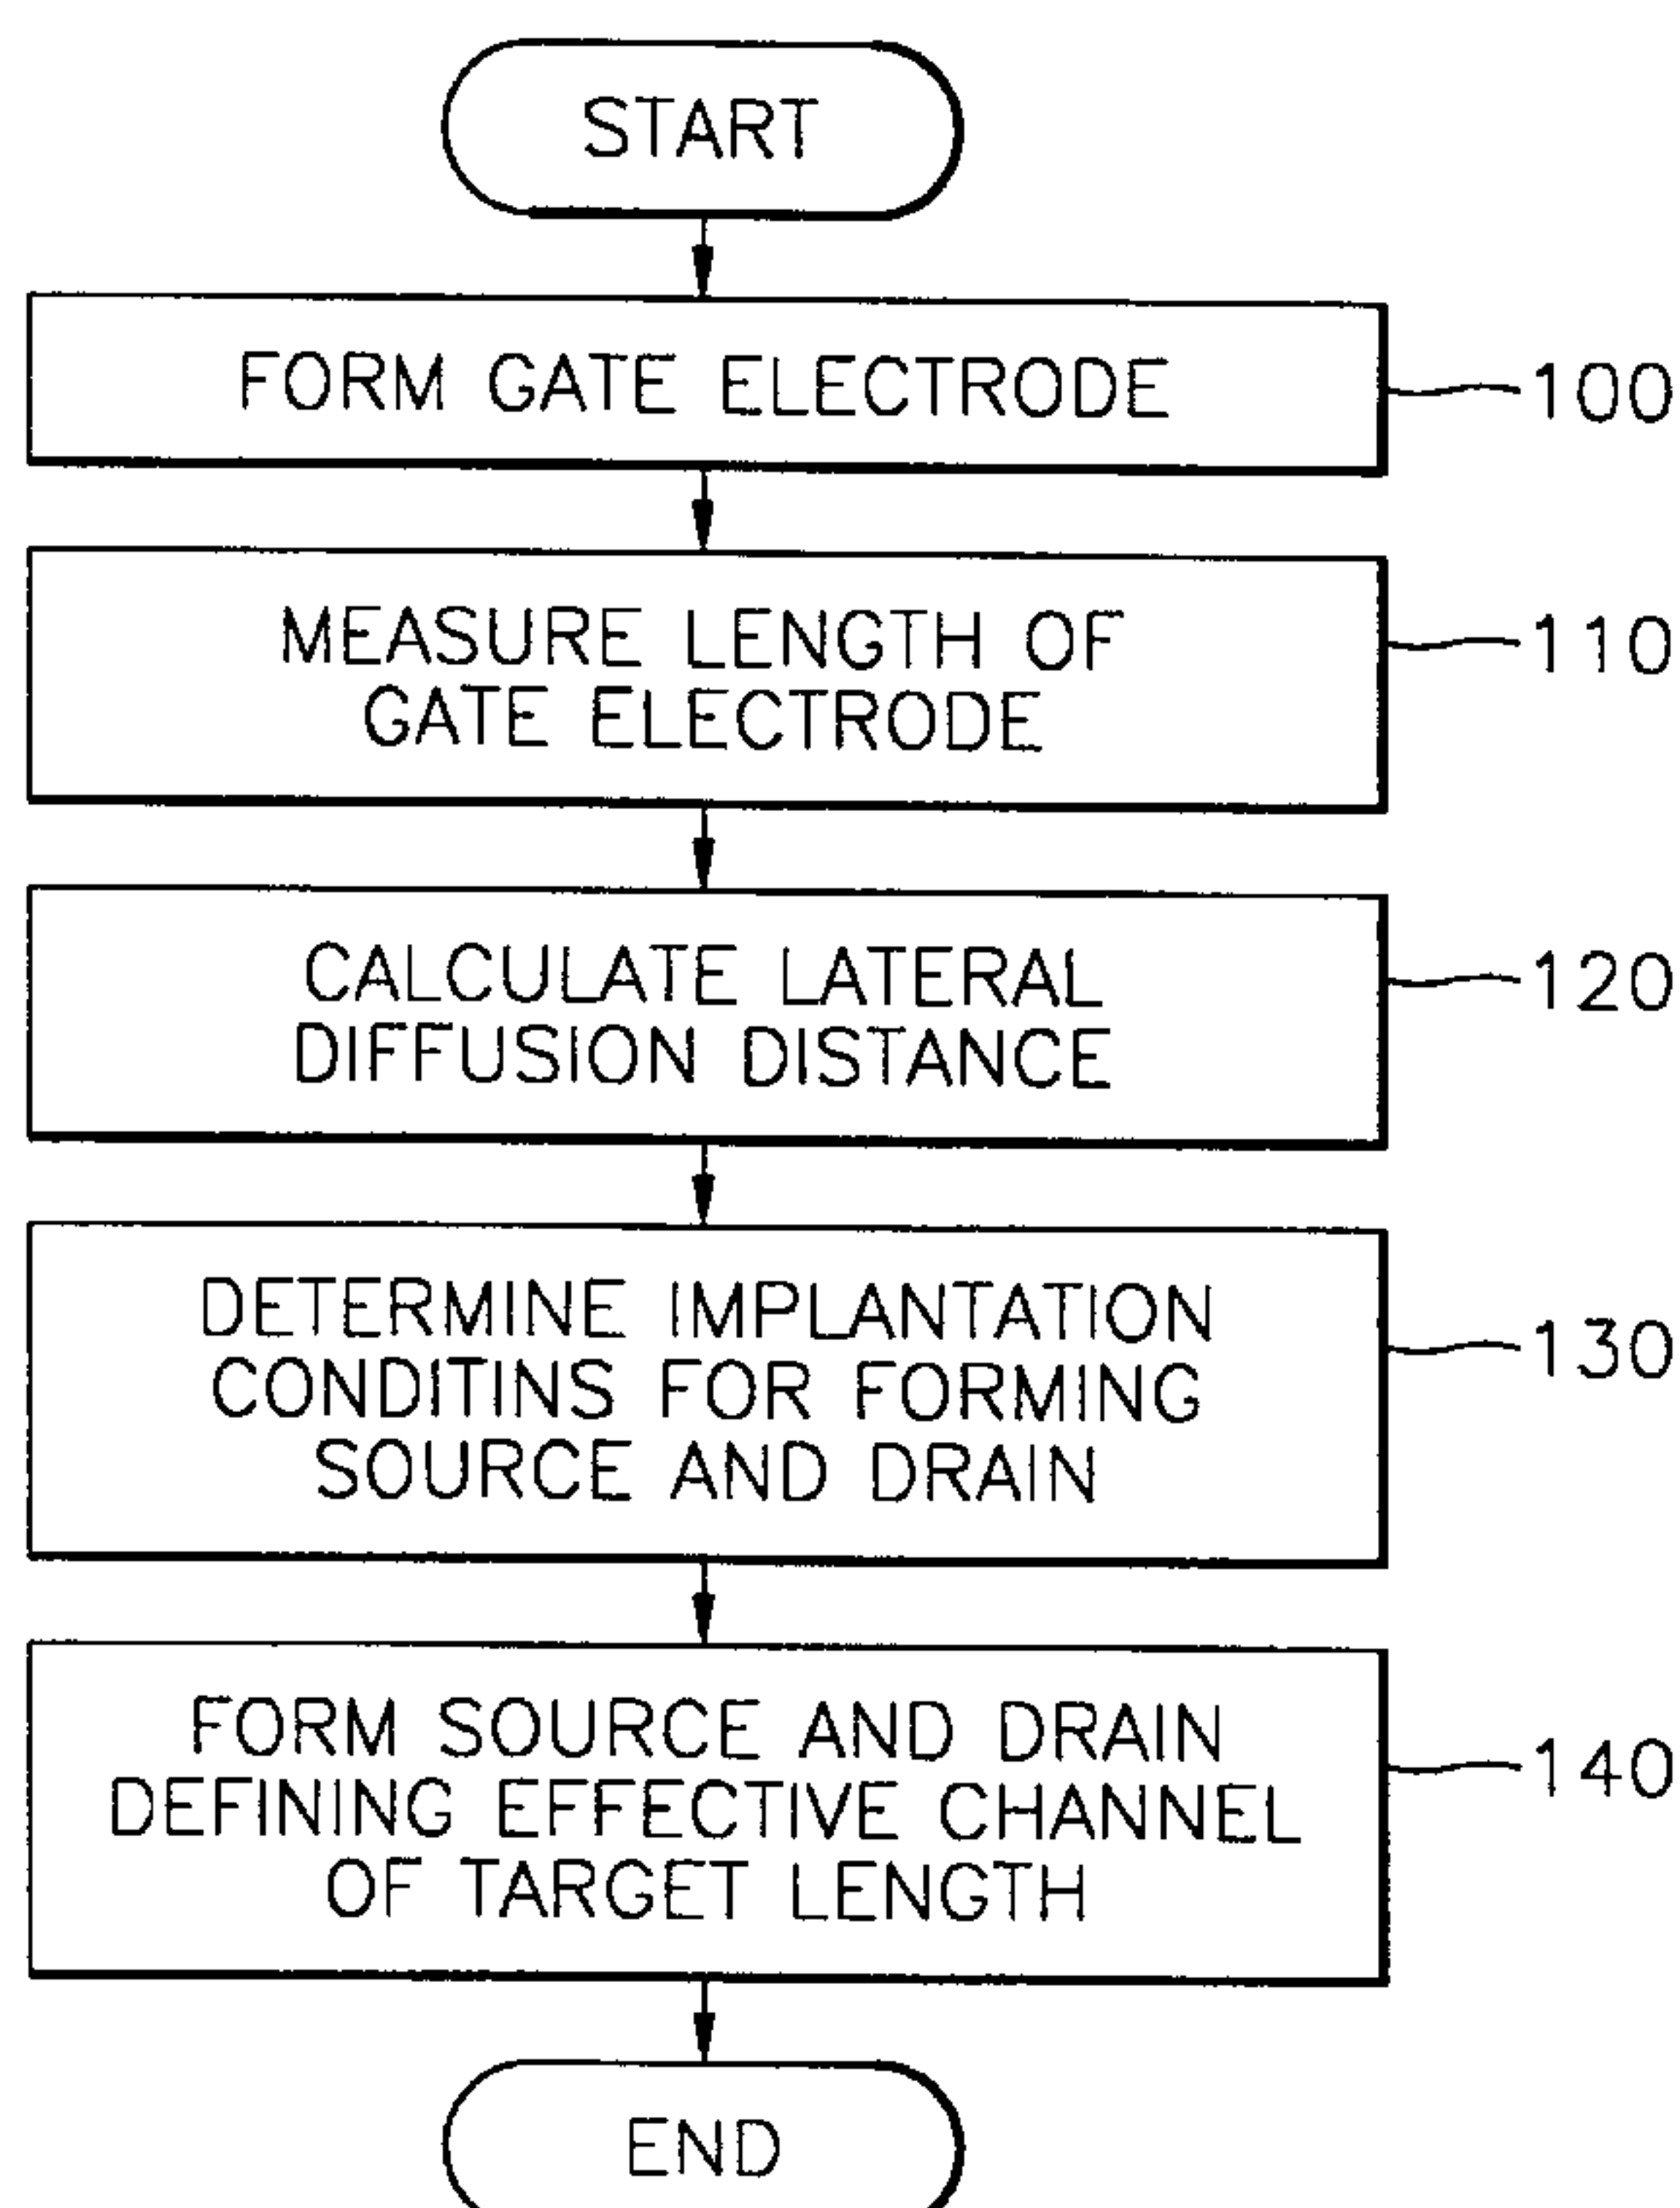 START
FORM GATE ELECTRODE
100
MEASURE LENGTH OF
GATE ELECTRODE
110
CALCULATE LATERAL
DIFFUSION DISTANCE
120
DETERMINE IMPLANTATION
CONDITINS FOR FORMING
SOURCE AND DRAIN
130
FORM SOURCE AND DRAIN
DEFINING EFFECTIVE CHANNEL
OF TARGET LENGTH
140
END